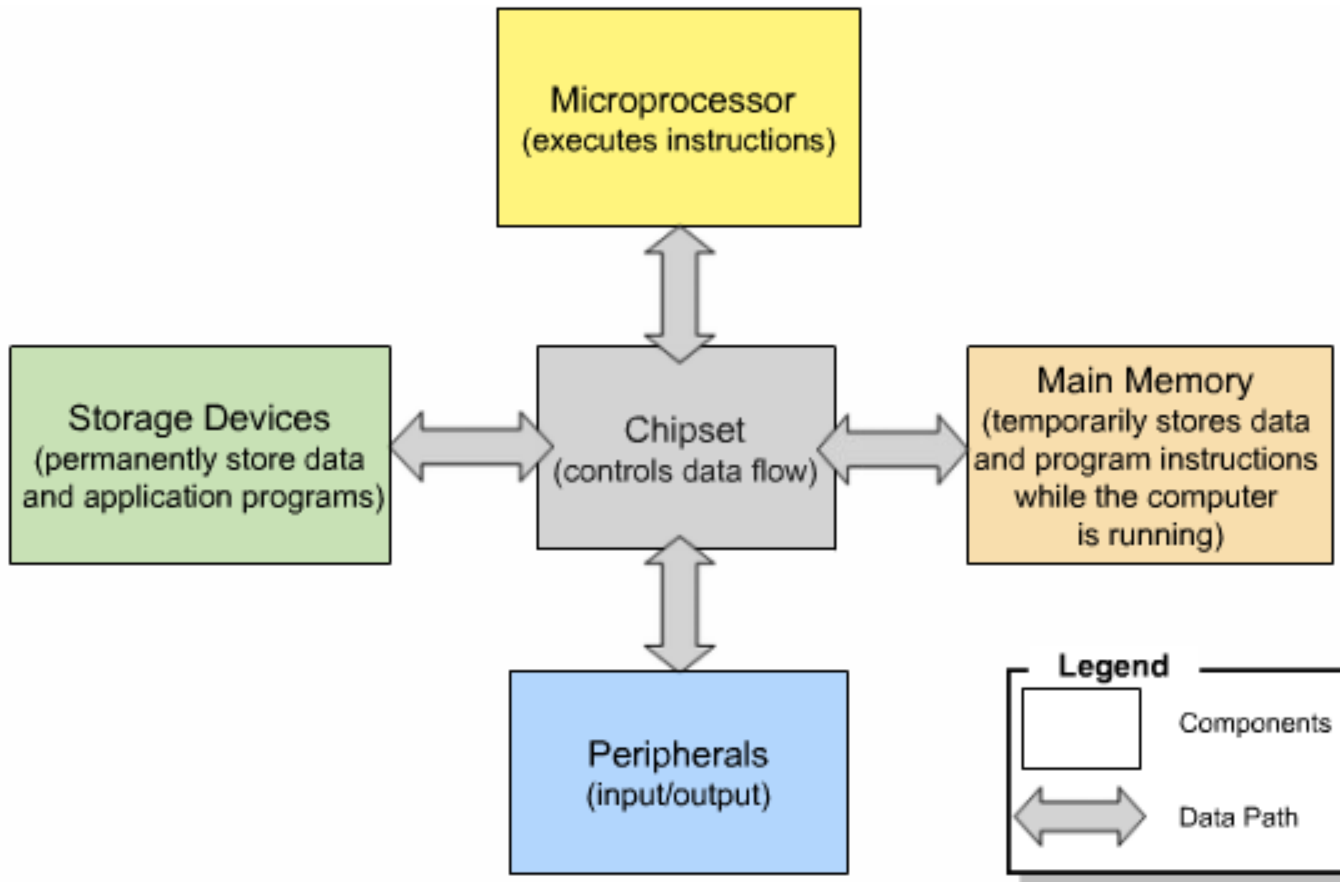 Microprocessor
(executes instructions)
Storage Devices
(permanently store data
and application programs)
Chipset
(controls data flow)
Main Memory
(temporarily stores data
and program instructions
while the computer
is running)
Peripherals
(input/output)
Legend
Components
Data Path